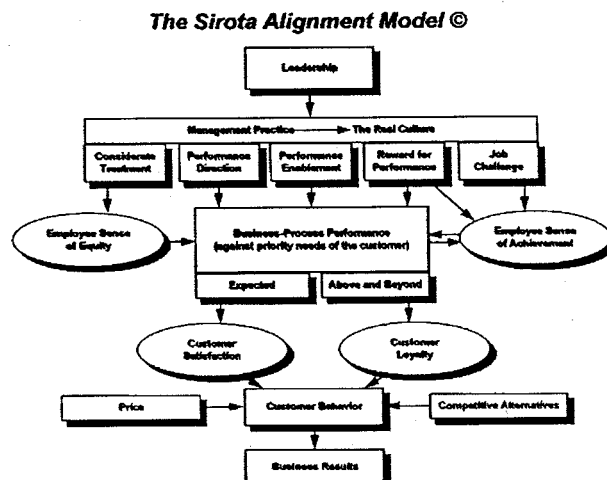 The Sirota Alignment Model ©
Leadership
Management Practice The Real Culture
Considerate
Treatment
Performance
Direction
Performance
Enablement
Reward for
Performance
Job
Challenge
Employee Sense
of Equity
Business-Process Performance
(against priority needs of the customer)
Employee Sense
of Achievement
Expected
Above and Beyond
Customer
Satisfaction
Customer
Loyalty
Price
Customer Behavior
Competitive Alternatives
Business Results